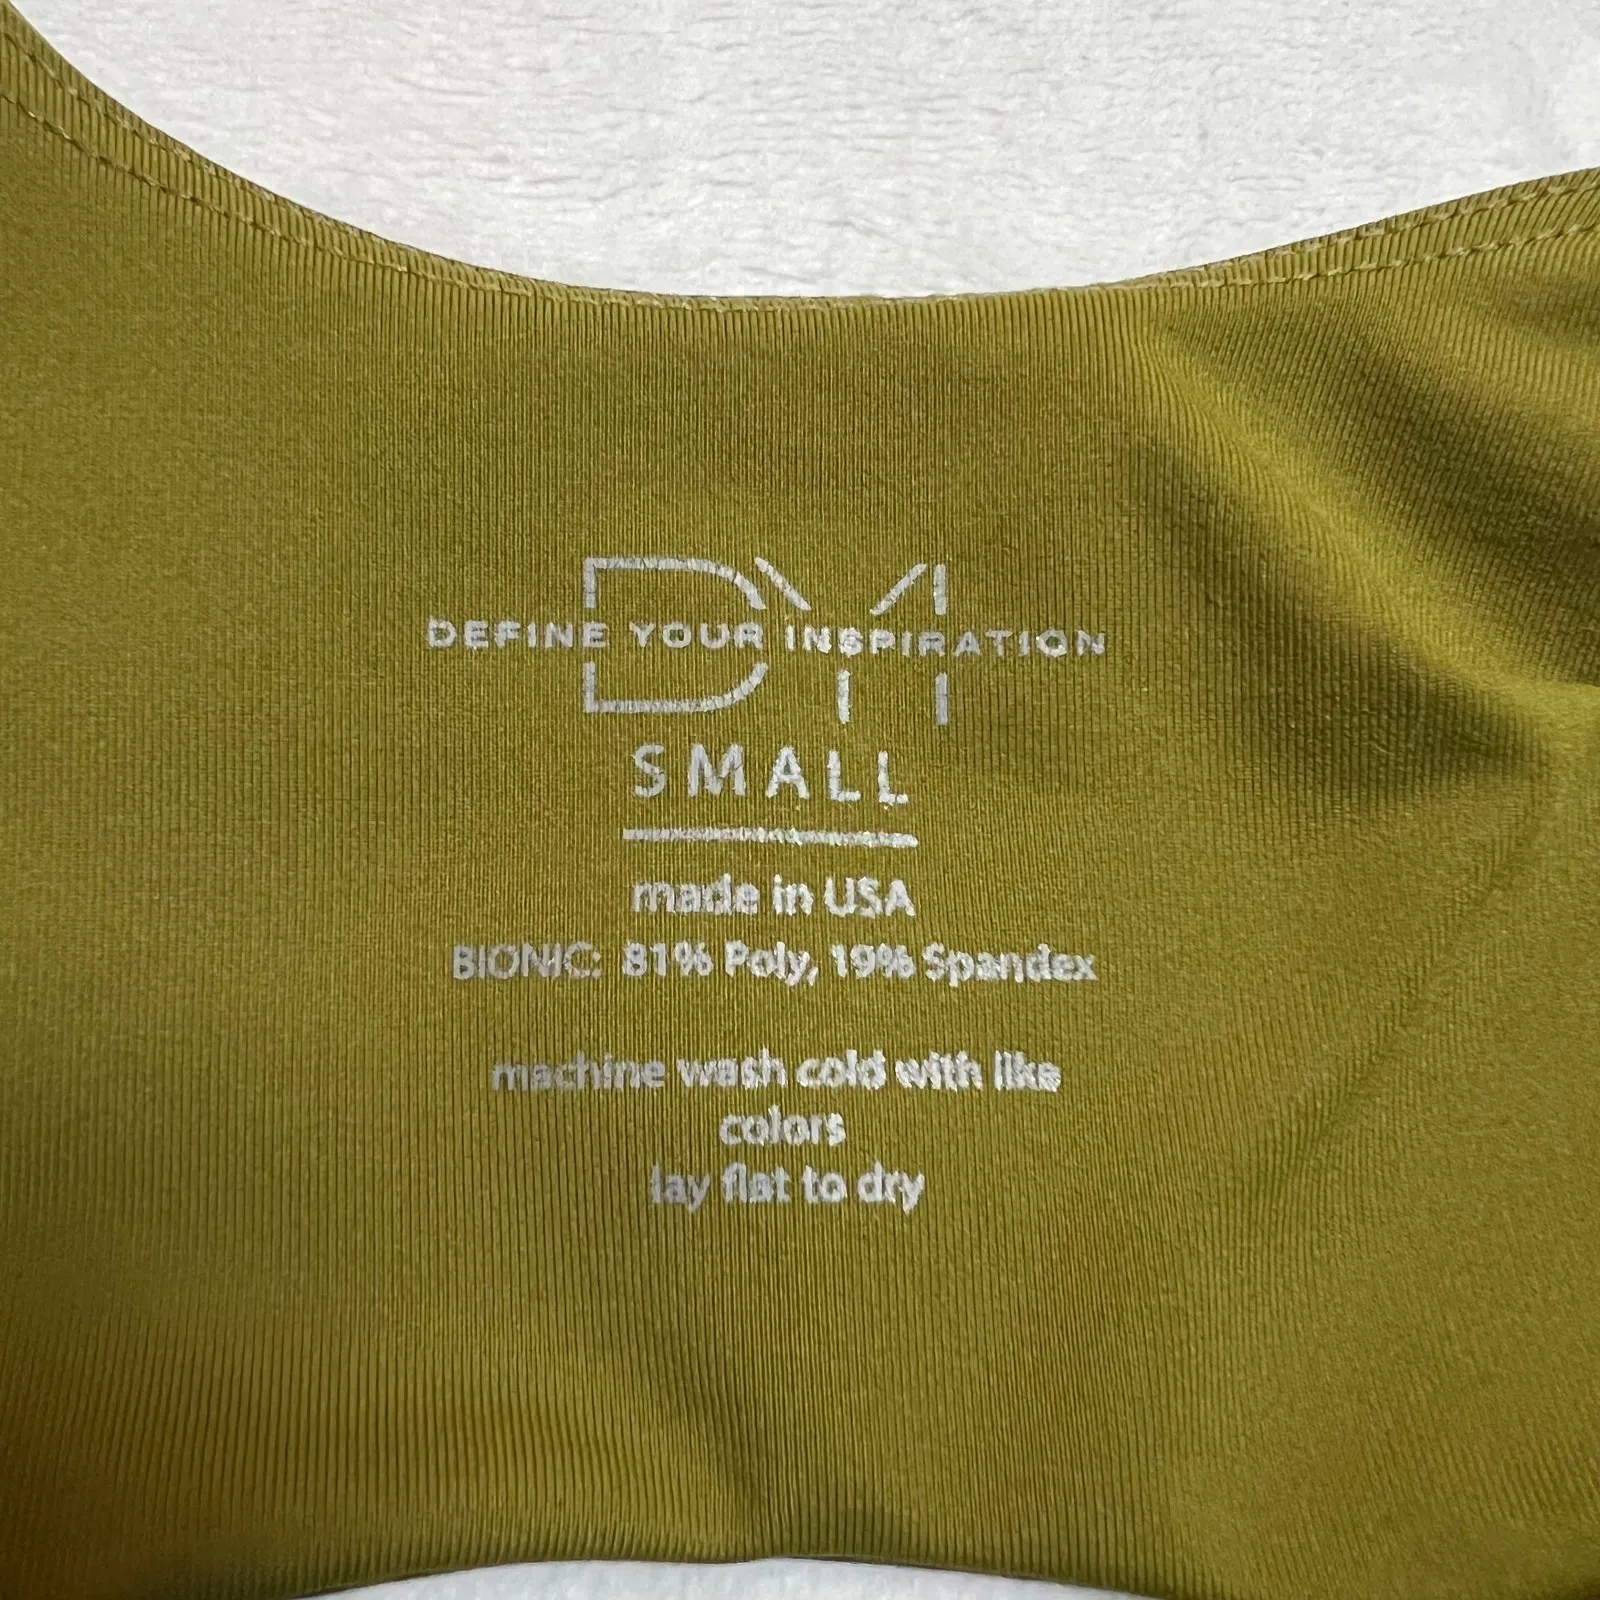 DYI
DEFINE YOUR INSPIRATION
SMALL
made in USA
BIONIC: 81% Poly, 19% Spandex
machine wash cold with like
colors
lay flat to dry